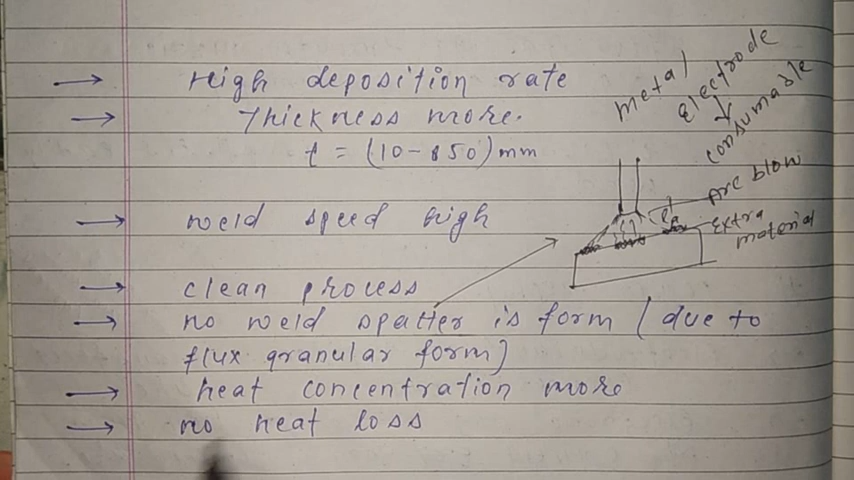 → High deposition rate
→ Thickness more.
t = (10-150) mm
→ weld speed high
→ clean process
→ no weld spatter is form (due to
flux granular form)
→ heat concentration more
→ no heat loss
metal
Electrode
consumable
Arc blow
Extra
material